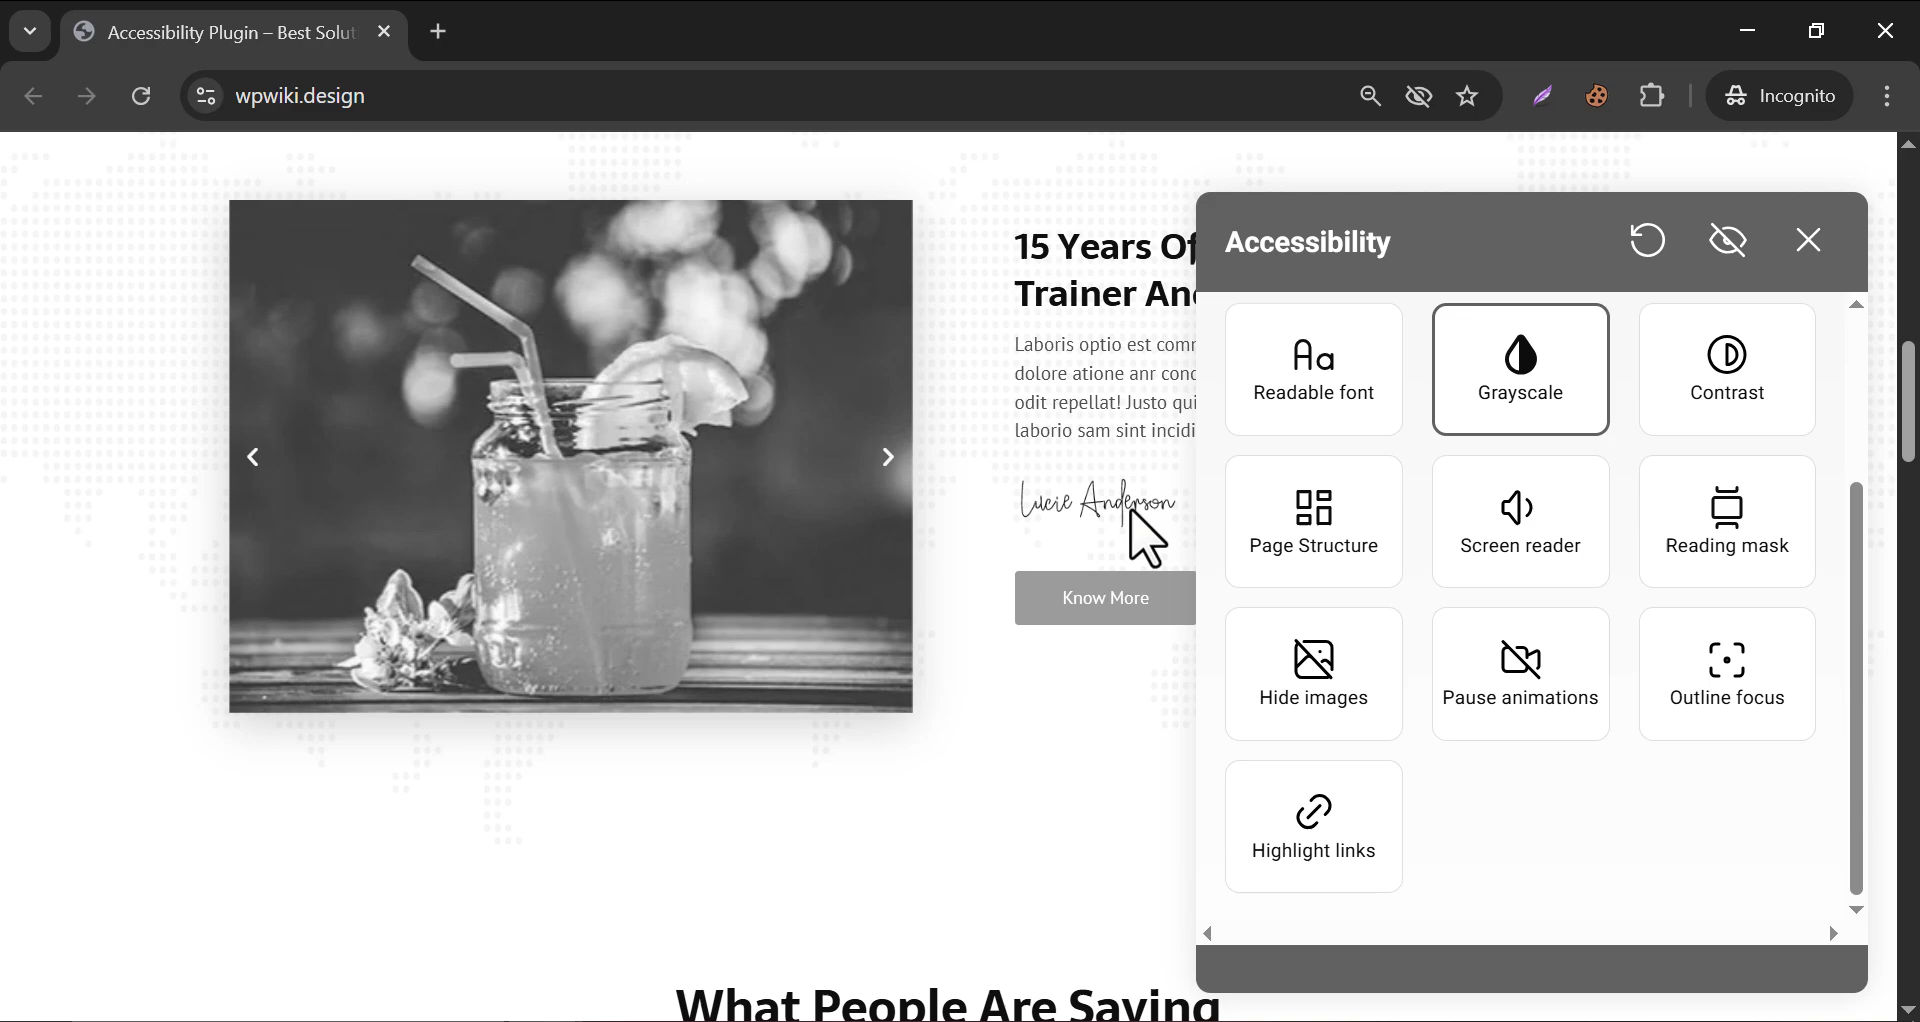 Accessibility Plugin – Best Solut
wpwiki.design
Incognito
15 Years Of
Trainer An
Laboris optio est comr
dolore atione anr conc
odit repellat! Justo qui
laborio sam sint incidi
Lucie Anderson
Know More
Accessibility
Aa
Readable font
Grayscale
Contrast
Page Structure
Screen reader
Reading mask
Hide images
Pause animations
Outline focus
Highlight links
What People Are Saying